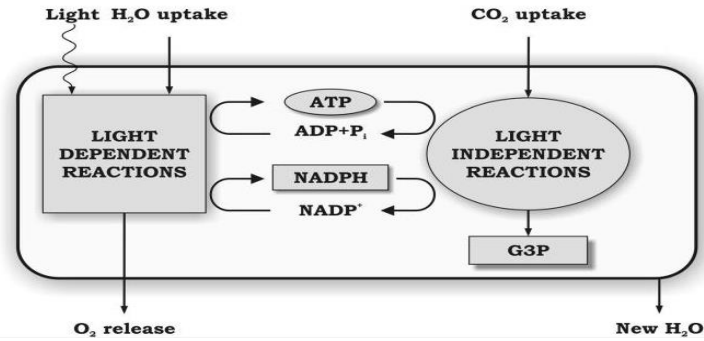 Light H₂O uptake
CO₂ uptake
LIGHT
DEPENDENT
REACTIONS
ATP
ADP+Pᵢ
NADPH
NADP⁺
LIGHT
INDEPENDENT
REACTIONS
G3P
O₂ release
New H₂O